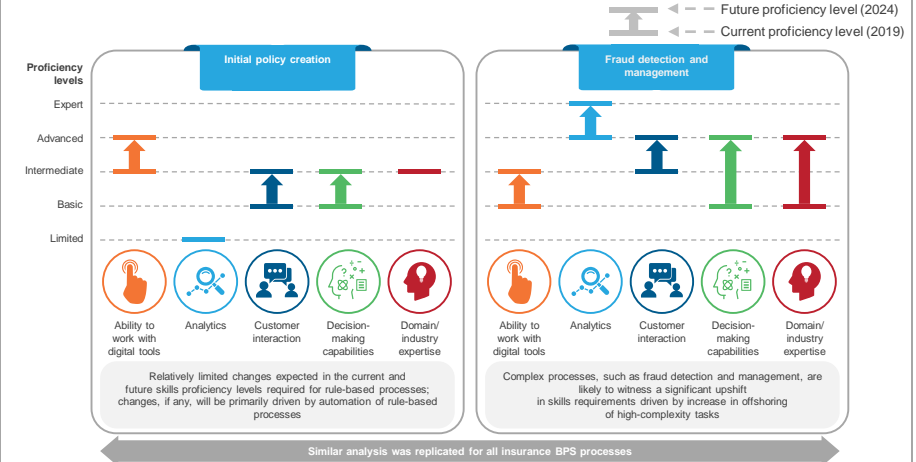 Future proficiency level (2024)
Current proficiency level (2019)
Initial policy creation
Fraud detection and
management
Proficiency
levels
Expert
Advanced
Intermediate
Basic
Limited
Ability to
work with
digital tools
Analytics
Customer
interaction
Decision-
making
capabilities
Domain/
industry
expertise
Ability to
work with
digital tools
Analytics
Customer
interaction
Decision-
making
capabilities
Domain/
industry
expertise
Relatively limited changes expected in the current and
future skills proficiency levels required for rule-based processes;
changes, if any, will be primarily driven by automation of rule-based
processes
Complex processes, such as fraud detection and management, are
likely to witness a significant upshift
in skills requirements driven by increase in offshoring
of high-complexity tasks
Similar analysis was replicated for all insurance BPS processes